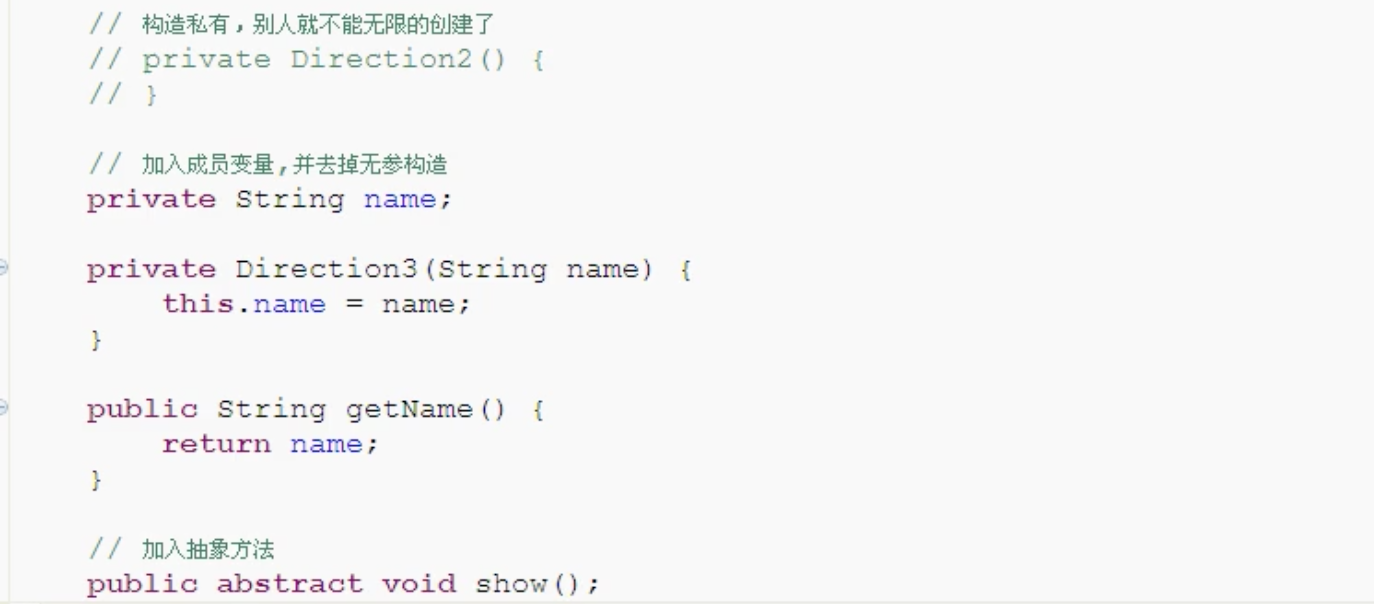 // 构造私有,别人就不能无限的创建了
// private Direction2() {
// }
// 加入成员变量,并去掉无参构造
private String name;
private Direction3(String name) {
this.name = name;
}
public String getName() {
return name;
}
// 加入抽象方法
public abstract void show();